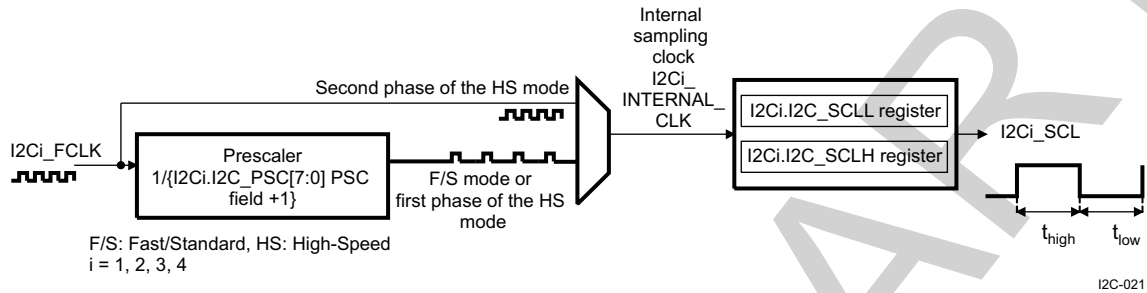 Internal
sampling
clock
I2Ci_
INTERNAL_
CLK
Second phase of the HS mode
I2Ci_FCLK
Prescaler
1/{I2Ci.I2C_PSC[7:0] PSC
field +1}
F/S mode or
first phase of the HS
mode
I2Ci.I2C_SCLL register
I2Ci.I2C_SCLH register
I2Ci_SCL
thigh
tlow
F/S: Fast/Standard, HS: High-Speed
i = 1, 2, 3, 4
I2C-021